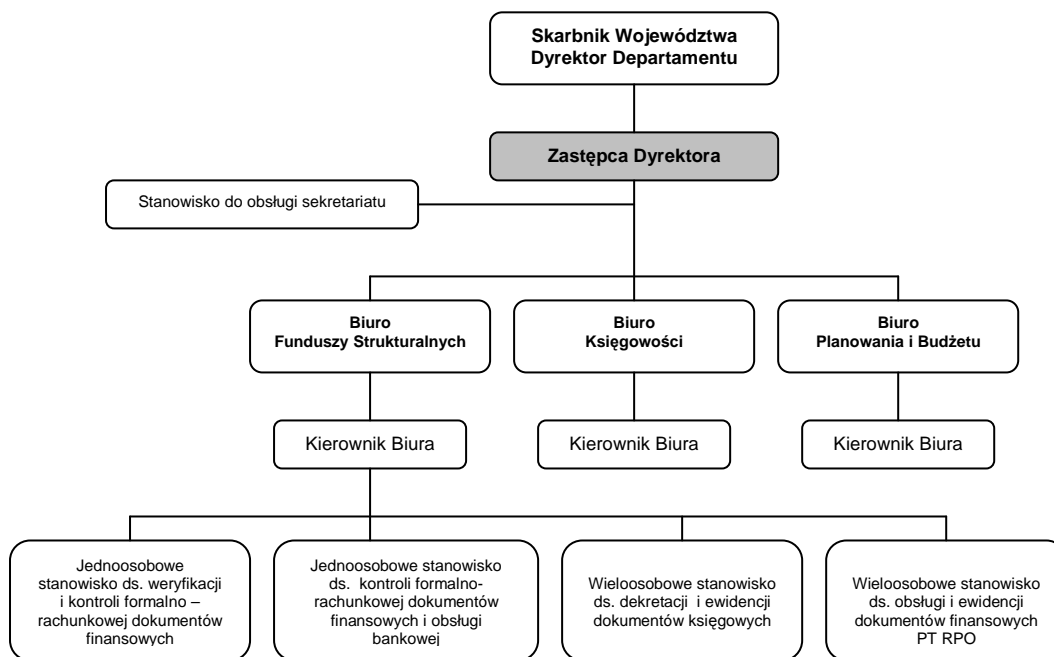 Skarbnik Województwa
Dyrektor Departamentu
Zastępca Dyrektora
Stanowisko do obsługi sekretariatu
Biuro
Funduszy Strukturalnych
Biuro
Księgowości
Biuro
Planowania i Budżetu
Kierownik Biura
Kierownik Biura
Kierownik Biura
Jednoosobowe
stanowisko ds. weryfikacji
i kontroli formalno –
rachunkowej dokumentów
finansowych
Jednoosobowe stanowisko
ds. kontroli formalno-
rachunkowej dokumentów
finansowych i obsługi
bankowej
Wieloosobowe stanowisko
ds. dekretacji i ewidencji
dokumentów księgowych
Wieloosobowe stanowisko
ds. obsługi i ewidencji
dokumentów finansowych
PT RPO